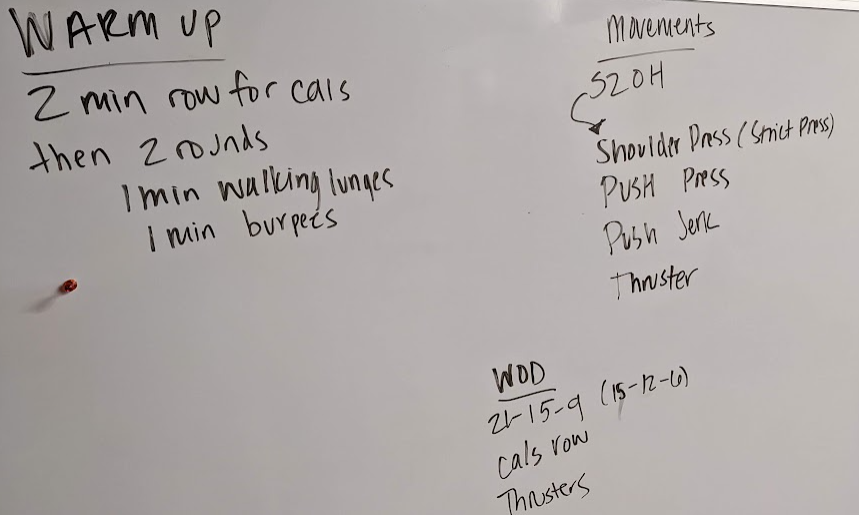 WARM UP
2 min row for cals
then 2 rounds
1 min walking lunges
1 min burpees
Movements
S2OH
Shoulder Press (Strict Press)
PUSH Press
Push Jerk
Thruster
WOD
21-15-9 (15-12-6)
cals row
Thrusters